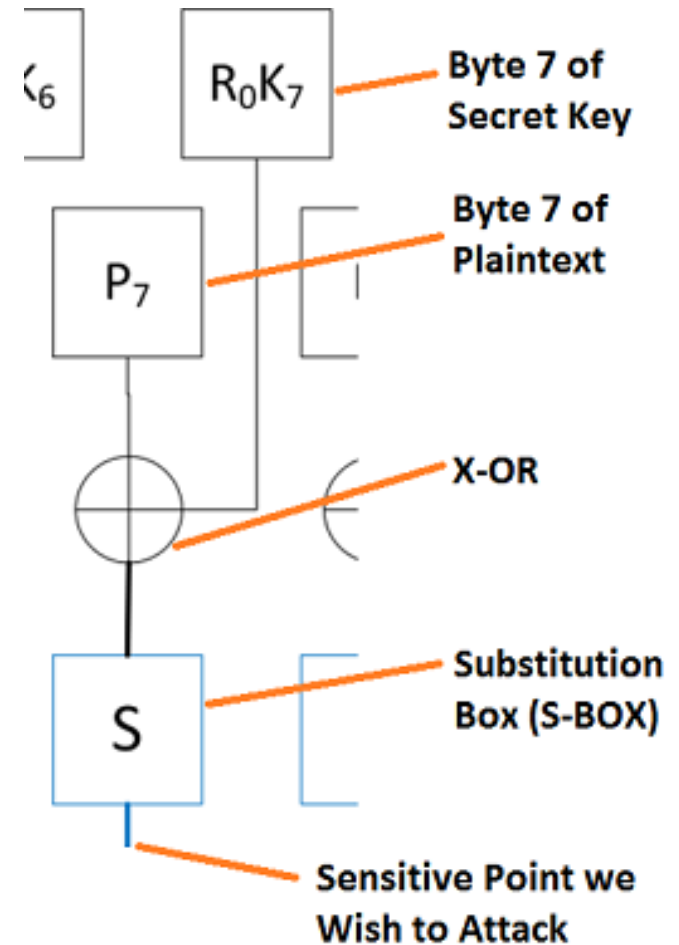 K₆
R₀K₇
Byte 7 of
Secret Key
P₇
Byte 7 of
Plaintext
X-OR
S
Substitution
Box (S-BOX)
Sensitive Point we
Wish to Attack